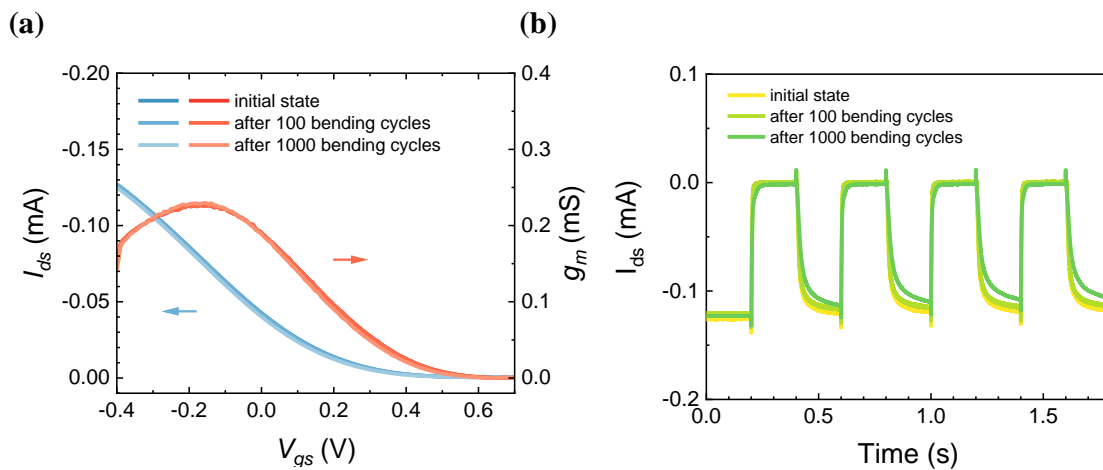 (a)
-0.20
-0.15
-0.10
-0.05
0.00
I_ds (mA)
0.4
0.3
0.2
0.1
0.0
g_m (mS)
initial state
after 100 bending cycles
after 1000 bending cycles
-0.4 -0.2 0.0 0.2 0.4 0.6
V_gs (V)
(b)
0.1
0.0
-0.1
-0.2
I_ds (mA)
initial state
after 100 bending cycles
after 1000 bending cycles
0.0 0.5 1.0 1.5
Time (s)